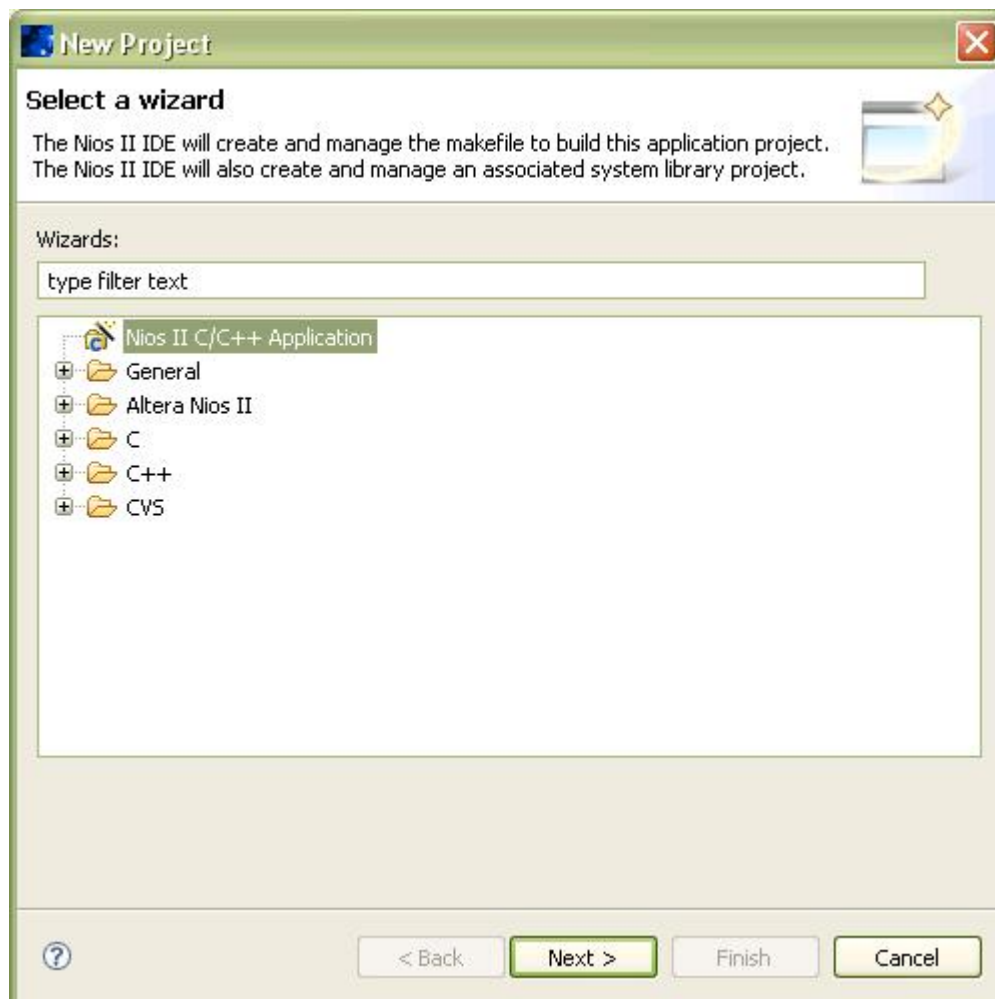 New Project
Select a wizard
The Nios II IDE will create and manage the makefile to build this application project.
The Nios II IDE will also create and manage an associated system library project.
Wizards:
type filter text
Nios II C/C++ Application
General
Altera Nios II
C
C++
CVS
< Back Next > Finish Cancel